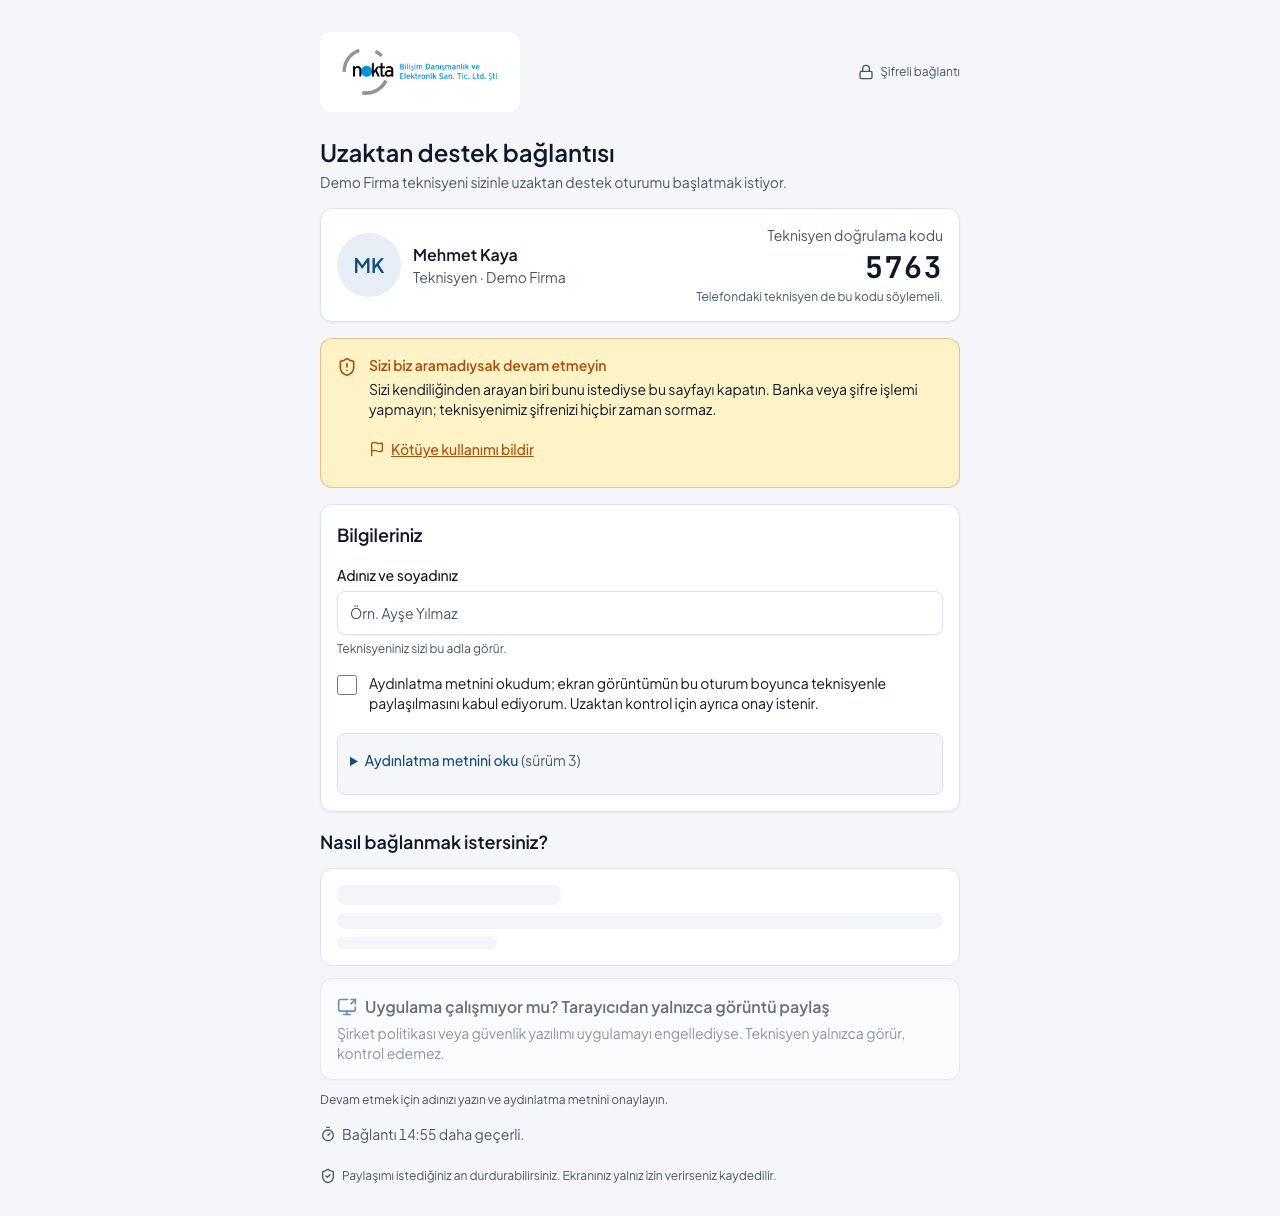 nokta Bilişim Danışmanlık ve
Elektronik San. Tic. Ltd. Şti
Şifreli bağlantı
Uzaktan destek bağlantısı
Demo Firma teknisyeni sizinle uzaktan destek oturumu başlatmak istiyor.
MK
Mehmet Kaya
Teknisyen · Demo Firma
Teknisyen doğrulama kodu
5763
Telefondaki teknisyen de bu kodu söylemeli.
Sizi biz aramadıysak devam etmeyin
Sizi kendiliğinden arayan biri bunu istediyse bu sayfayı kapatın. Banka veya şifre işlemi
yapmayın; teknisyenimiz şifrenizi hiçbir zaman sormaz.
Kötüye kullanımı bildir
Bilgileriniz
Adınız ve soyadınız
Örn. Ayşe Yılmaz
Teknisyeniniz sizi bu adla görür.
Aydınlatma metnini okudum; ekran görüntümün bu oturum boyunca teknisyenle
paylaşılmasını kabul ediyorum. Uzaktan kontrol için ayrıca onay istenir.
Aydınlatma metnini oku (sürüm 3)
Nasıl bağlanmak istersiniz?
Uygulama çalışmıyor mu? Tarayıcıdan yalnızca görüntü paylaş
Şirket politikası veya güvenlik yazılımı uygulamayı engellediyse. Teknisyen yalnızca görür,
kontrol edemez.
Devam etmek için adınızı yazın ve aydınlatma metnini onaylayın.
Bağlantı 14:55 daha geçerli.
Paylaşımı istediğiniz an durdurabilirsiniz. Ekranınız yalnız izin verirseniz kaydedilir.